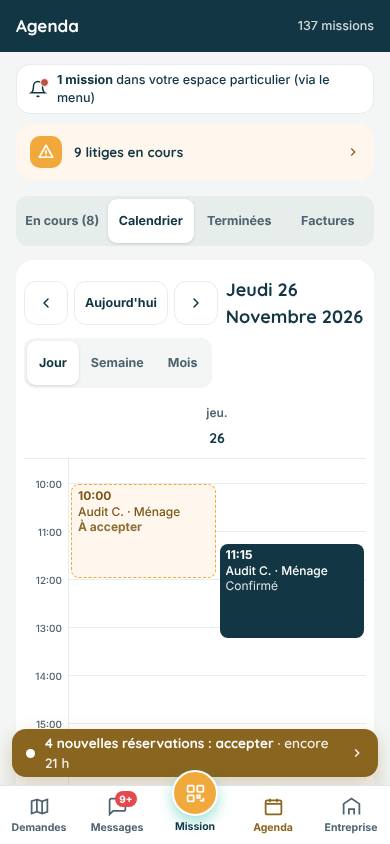 Agenda
137 missions
1 mission dans votre espace particulier (via le
menu)
9 litiges en cours
En cours (8)
Calendrier
Terminées
Factures
Aujourd'hui
Jeudi 26
Novembre 2026
Jour
Semaine
Mois
jeu.
26
10:00
10:00
Audit C. · Ménage
À accepter
11:00
11:15
Audit C. · Ménage
Confirmé
12:00
13:00
14:00
15:00
4 nouvelles réservations : accepter · encore
21 h
9+
Demandes
Messages
Mission
Agenda
Entreprise